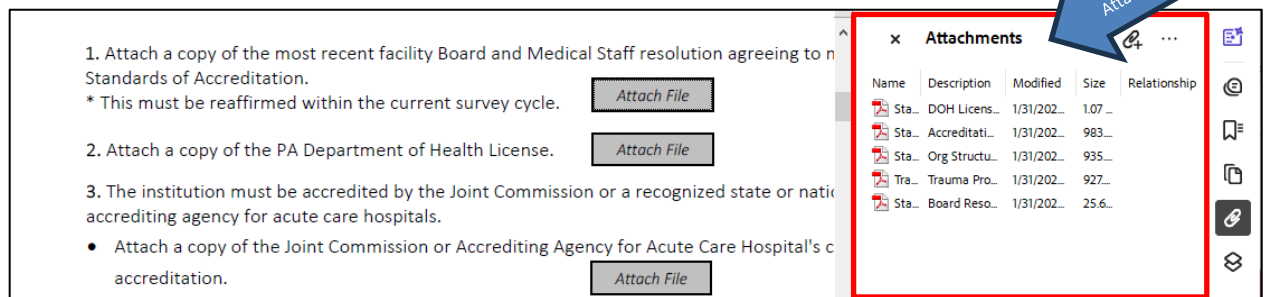 1. Attach a copy of the most recent facility Board and Medical Staff resolution agreeing to
Standards of Accreditation.
* This must be reaffirmed within the current survey cycle.
Attach File
2. Attach a copy of the PA Department of Health License.
Attach File
3. The institution must be accredited by the Joint Commission or a recognized state or
accrediting agency for acute care hospitals.
• Attach a copy of the Joint Commission or Accrediting Agency for Acute Care Hospital's
accreditation.
Attach File
Attachments
Name Description Modified Size Relationship
Sta... DOH Licens... 1/31/202... 1.07 ...
Sta... Accreditati... 1/31/202... 983...
Sta... Org Structu... 1/31/202... 935...
Tra... Trauma Pro... 1/31/202... 927...
Sta... Board Reso... 1/31/202... 25.6...